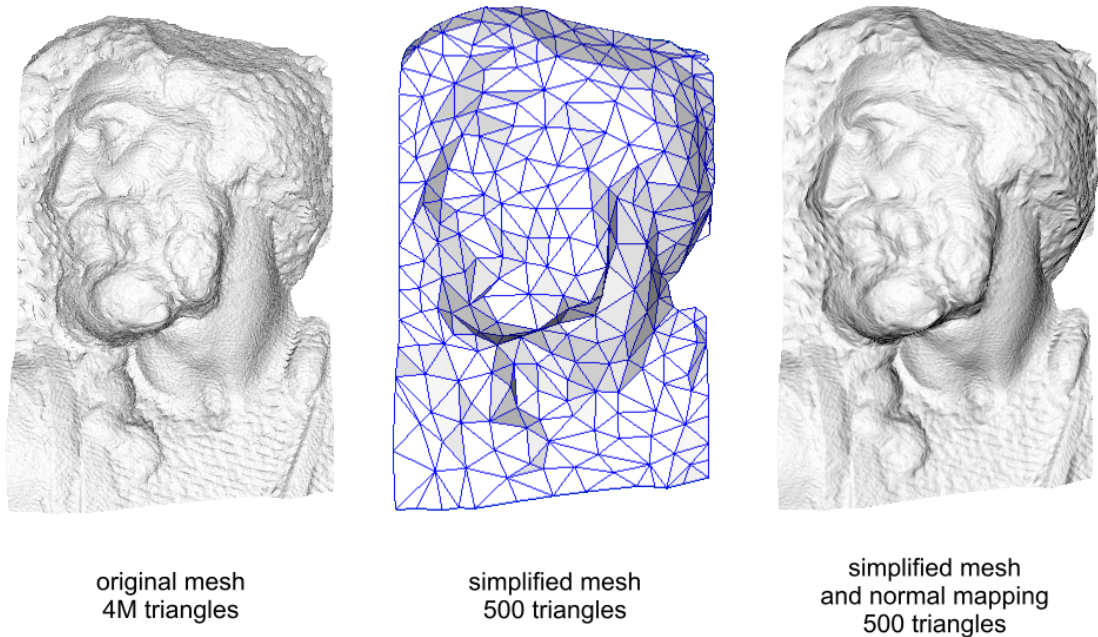 original mesh
4M triangles
simplified mesh
500 triangles
simplified mesh
and normal mapping
500 triangles